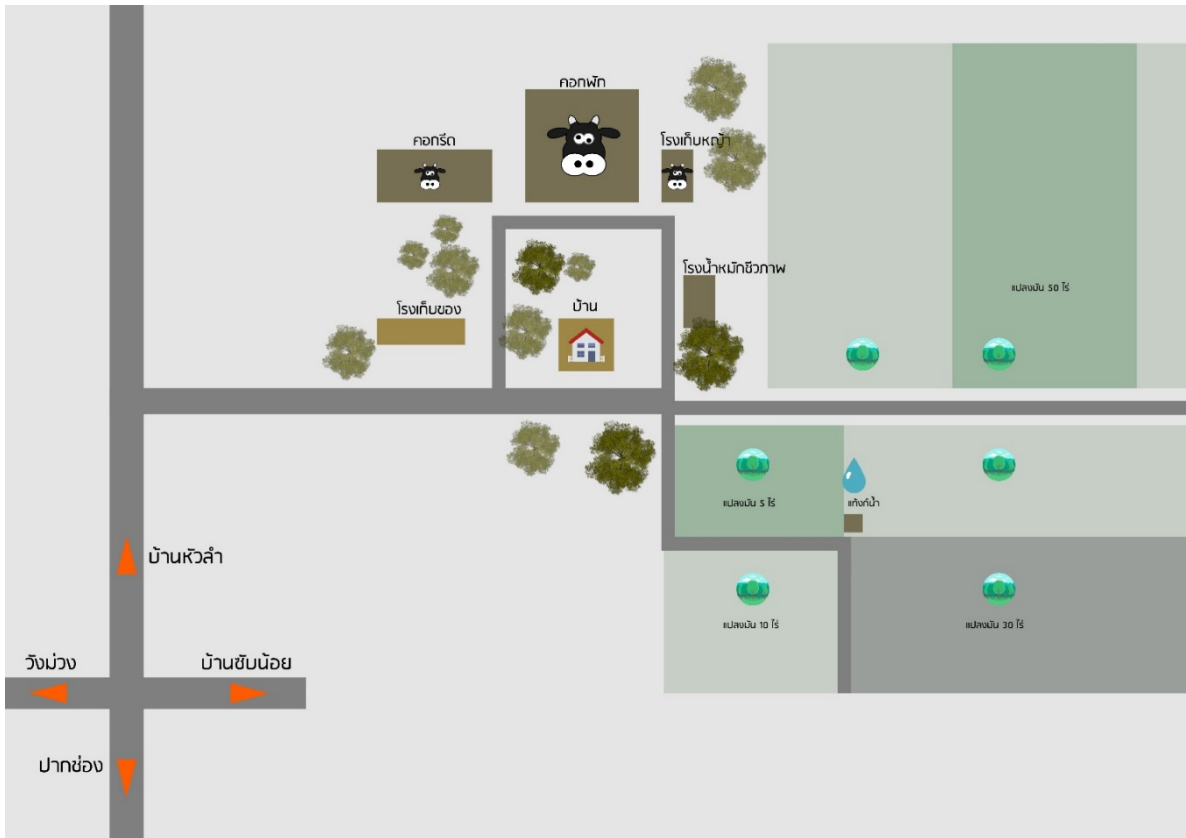 คอกพัก
คอกรีด
โรงเก็บหญ้า
โรงน้ำหมักชีวภาพ
แปลงมัน 50 ไร่
โรงเก็บของ
บ้าน
แปลงมัน 5 ไร่
แท้งก์น้ำ
บ้านหัวลำ
แปลงมัน 10 ไร่
แปลงมัน 30 ไร่
วังม่วง
บ้านซับน้อย
ปากช่อง